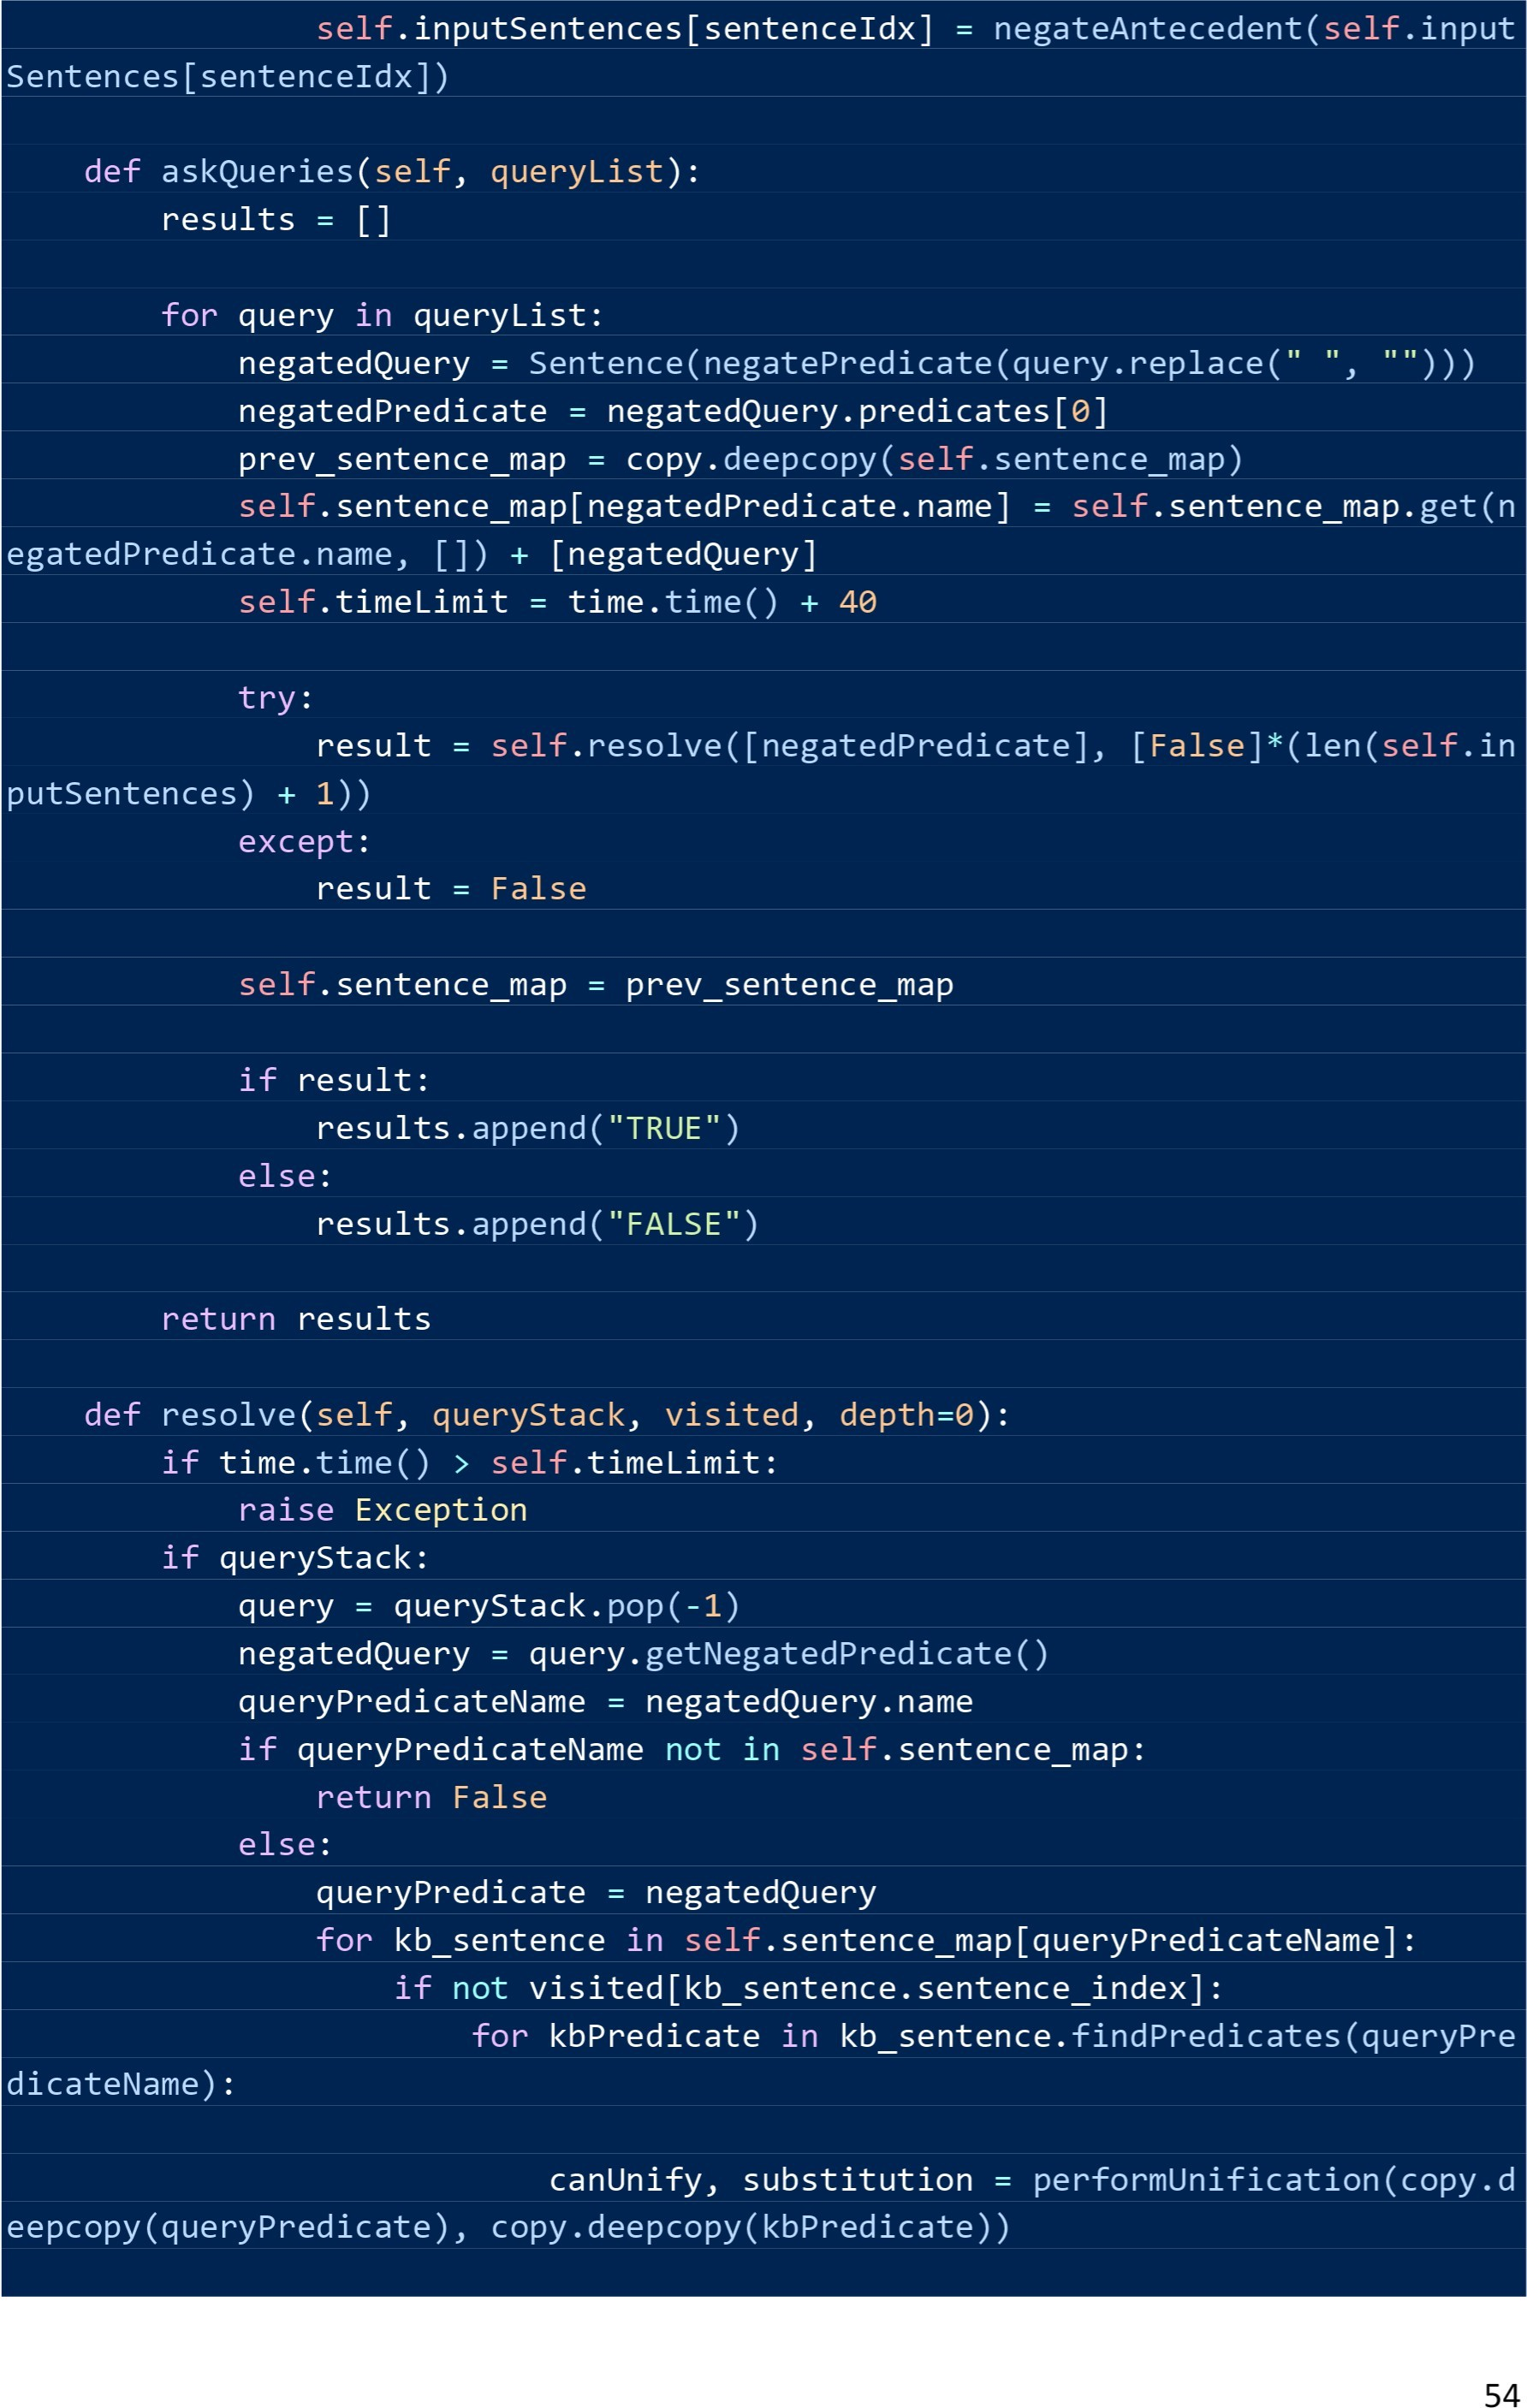 self.inputSentences[sentenceIdx] = negateAntecedent(self.input
Sentences[sentenceIdx])

    def askQueries(self, queryList):
        results = []

        for query in queryList:
            negatedQuery = Sentence(negatePredicate(query.replace(" ", "")))
            negatedPredicate = negatedQuery.predicates[0]
            prev_sentence_map = copy.deepcopy(self.sentence_map)
            self.sentence_map[negatedPredicate.name] = self.sentence_map.get(n
egatedPredicate.name, []) + [negatedQuery]
            self.timeLimit = time.time() + 40

            try:
                result = self.resolve([negatedPredicate], [False]*(len(self.in
putSentences) + 1))
            except:
                result = False

            self.sentence_map = prev_sentence_map

            if result:
                results.append("TRUE")
            else:
                results.append("FALSE")

        return results

    def resolve(self, queryStack, visited, depth=0):
        if time.time() > self.timeLimit:
            raise Exception
        if queryStack:
            query = queryStack.pop(-1)
            negatedQuery = query.getNegatedPredicate()
            queryPredicateName = negatedQuery.name
            if queryPredicateName not in self.sentence_map:
                return False
            else:
                queryPredicate = negatedQuery
                for kb_sentence in self.sentence_map[queryPredicateName]:
                    if not visited[kb_sentence.sentence_index]:
                        for kbPredicate in kb_sentence.findPredicates(queryPre
dicateName):

                            canUnify, substitution = performUnification(copy.d
eepcopy(queryPredicate), copy.deepcopy(kbPredicate))

54